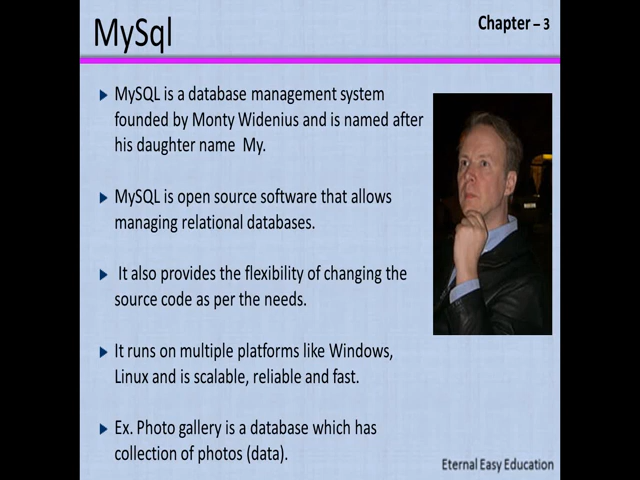 MySql
Chapter – 3
MySQL is a database management system
founded by Monty Widenius and is named after
his daughter name My.
MySQL is open source software that allows
managing relational databases.
It also provides the flexibility of changing the
source code as per the needs.
It runs on multiple platforms like Windows,
Linux and is scalable, reliable and fast.
Ex. Photo gallery is a database which has
collection of photos (data).
Eternal Easy Education